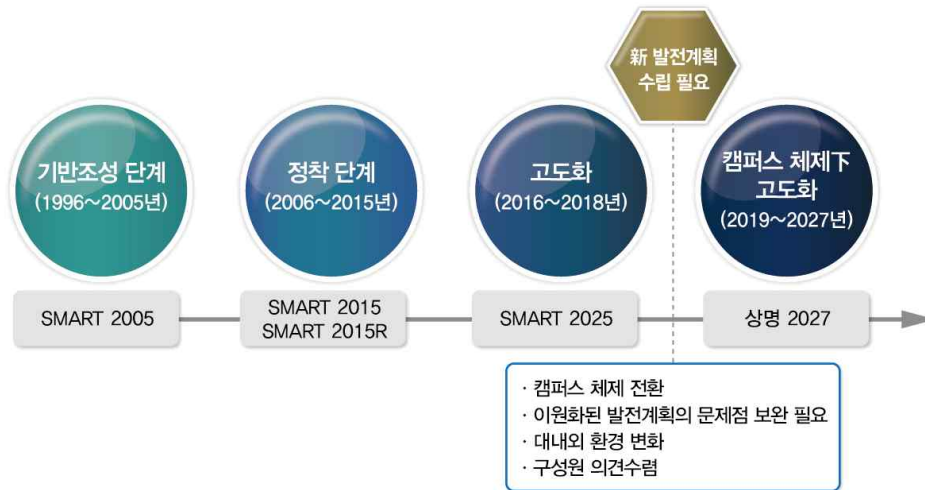 新 발전계획
수립 필요
기반조성 단계
(1996~2005년)
정착 단계
(2006~2015년)
고도화
(2016~2018년)
캠퍼스 체제下
고도화
(2019~2027년)
SMART 2005
SMART 2015
SMART 2015R
SMART 2025
상명 2027
· 캠퍼스 체제 전환
· 이원화된 발전계획의 문제점 보완 필요
· 대내외 환경 변화
· 구성원 의견수렴